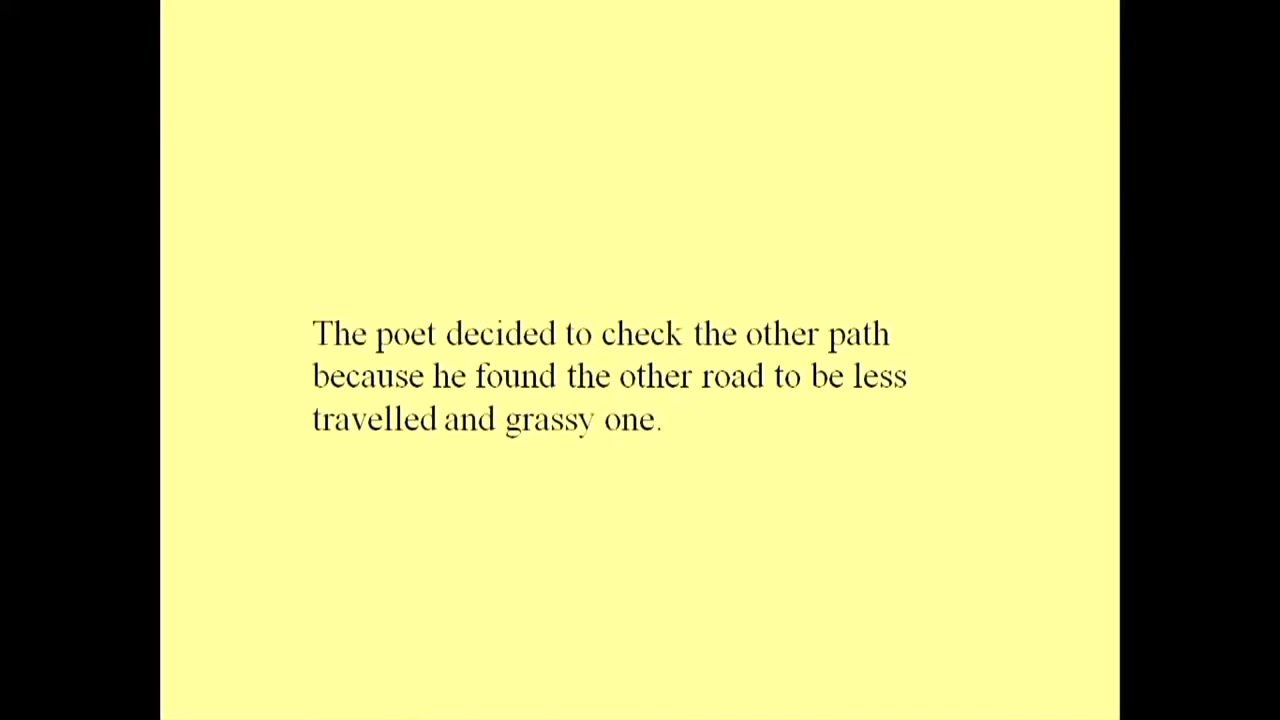 The poet decided to check the other path
because he found the other road to be less
travelled and grassy one.